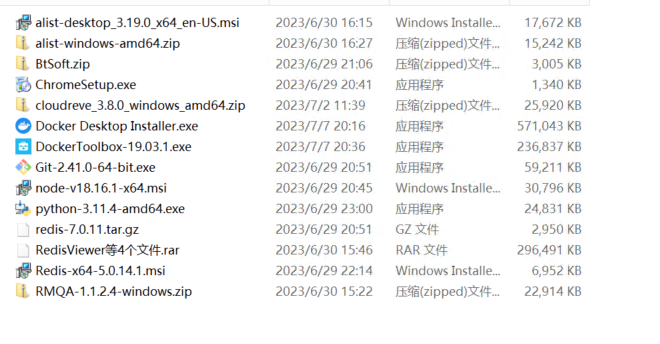 alist-desktop_3.19.0_x64_en-US.msi 2023/6/30 16:15 Windows Installe... 17,672 KB
alist-windows-amd64.zip 2023/6/30 16:27 压缩(zipped)文件... 15,242 KB
BtSoft.zip 2023/6/29 21:06 压缩(zipped)文件... 3,005 KB
ChromeSetup.exe 2023/6/29 20:41 应用程序 1,340 KB
cloudreve_3.8.0_windows_amd64.zip 2023/7/2 11:39 压缩(zipped)文件... 25,920 KB
Docker Desktop Installer.exe 2023/7/7 20:16 应用程序 571,043 KB
DockerToolbox-19.03.1.exe 2023/7/7 20:36 应用程序 236,837 KB
Git-2.41.0-64-bit.exe 2023/6/29 20:51 应用程序 59,211 KB
node-v18.16.1-x64.msi 2023/6/29 20:45 Windows Installe... 30,796 KB
python-3.11.4-amd64.exe 2023/6/29 23:00 应用程序 24,831 KB
redis-7.0.11.tar.gz 2023/6/29 20:51 GZ 文件 2,950 KB
RedisViewer等4个文件.rar 2023/6/30 15:46 RAR 文件 296,491 KB
Redis-x64-5.0.14.1.msi 2023/6/29 22:14 Windows Installe... 6,952 KB
RMQA-1.1.2.4-windows.zip 2023/6/30 15:22 压缩(zipped)文件... 22,914 KB